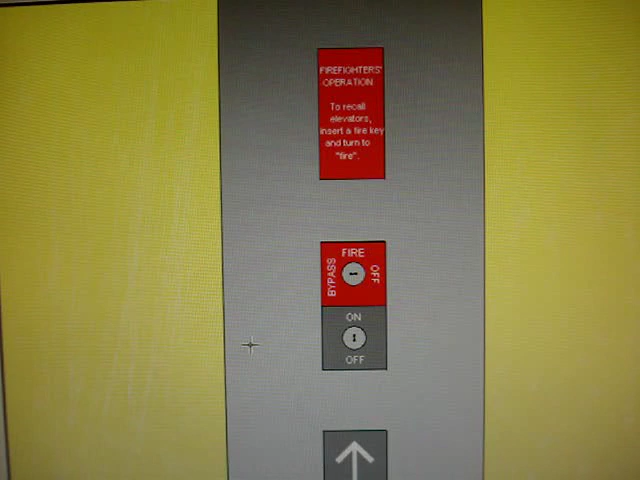 FIREFIGHTERS'
OPERATION
To recall
elevators,
insert a fire key
and turn to
"fire".
FIRE
BYPASS
OFF
ON
OFF